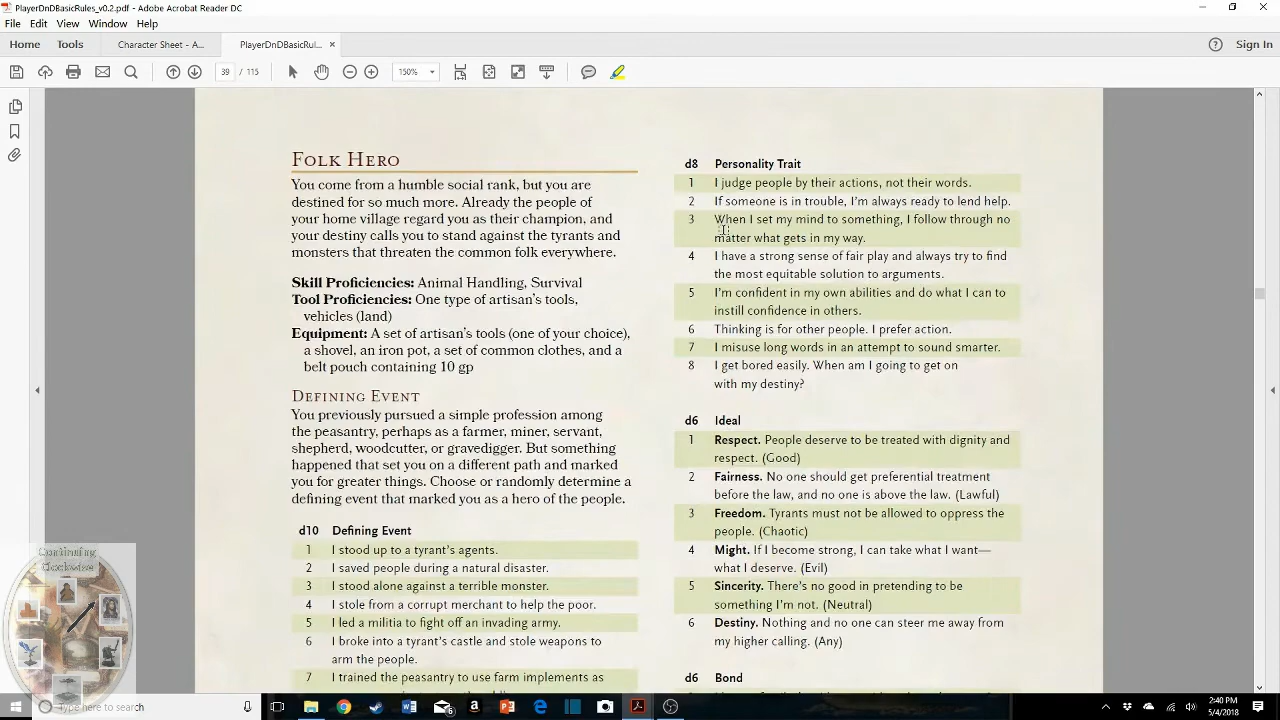 PlayerDnDBasicRules_v0.2.pdf - Adobe Acrobat Reader DC
File Edit View Window Help
Home Tools Character Sheet - A... PlayerDnDBasicRul... × Sign In
39 / 115 150%
FOLK HERO
You come from a humble social rank, but you are
destined for so much more. Already the people of
your home village regard you as their champion, and
your destiny calls you to stand against the tyrants and
monsters that threaten the common folk everywhere.
Skill Proficiencies: Animal Handling, Survival
Tool Proficiencies: One type of artisan's tools,
vehicles (land)
Equipment: A set of artisan's tools (one of your choice),
a shovel, an iron pot, a set of common clothes, and a
belt pouch containing 10 gp
DEFINING EVENT
You previously pursued a simple profession among
the peasantry, perhaps as a farmer, miner, servant,
shepherd, woodcutter, or gravedigger. But something
happened that set you on a different path and marked
you for greater things. Choose or randomly determine a
defining event that marked you as a hero of the people.
d10 Defining Event
1 I stood up to a tyrant's agents.
2 I saved people during a natural disaster.
3 I stood alone against a terrible monster.
4 I stole from a corrupt merchant to help the poor.
5 I led a militia to fight off an invading army.
6 I broke into a tyrant's castle and stole weapons to
arm the people.
7 I trained the peasantry to use farm implements as
d8 Personality Trait
1 I judge people by their actions, not their words.
2 If someone is in trouble, I'm always ready to lend help.
3 When I set my mind to something, I follow through no
matter what gets in my way.
4 I have a strong sense of fair play and always try to find
the most equitable solution to arguments.
5 I'm confident in my own abilities and do what I can to
instill confidence in others.
6 Thinking is for other people. I prefer action.
7 I misuse long words in an attempt to sound smarter.
8 I get bored easily. When am I going to get on
with my destiny?
d6 Ideal
1 Respect. People deserve to be treated with dignity and
respect. (Good)
2 Fairness. No one should get preferential treatment
before the law, and no one is above the law. (Lawful)
3 Freedom. Tyrants must not be allowed to oppress the
people. (Chaotic)
4 Might. If I become strong, I can take what I want—
what I deserve. (Evil)
5 Sincerity. There's no good in pretending to be
something I'm not. (Neutral)
6 Destiny. Nothing and no one can steer me away from
my higher calling. (Any)
d6 Bond
Continuing
Clockwise
Type here to search
2:40 PM
5/4/2018